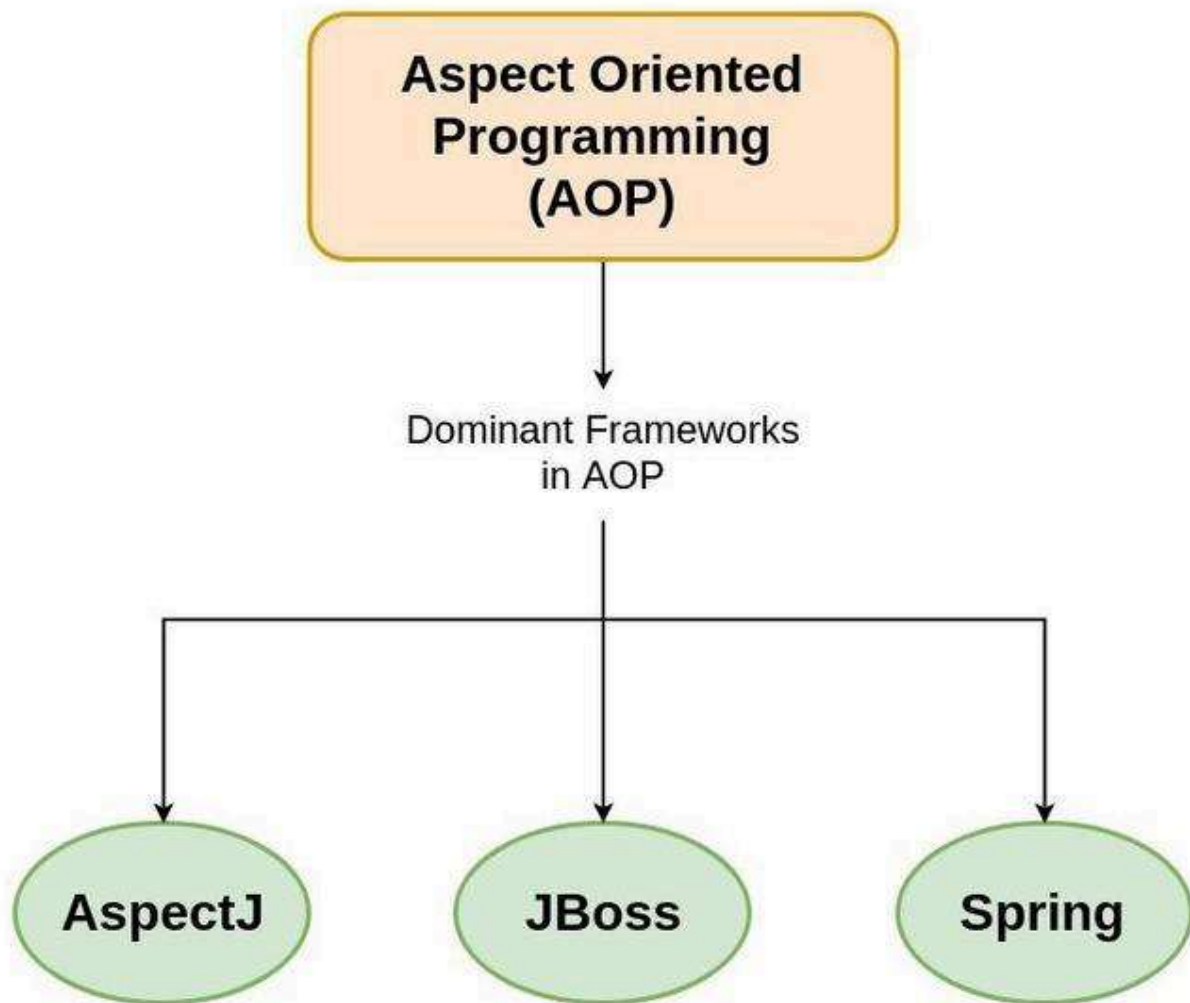 Aspect Oriented
Programming
(AOP)
Dominant Frameworks
in AOP
AspectJ
JBoss
Spring